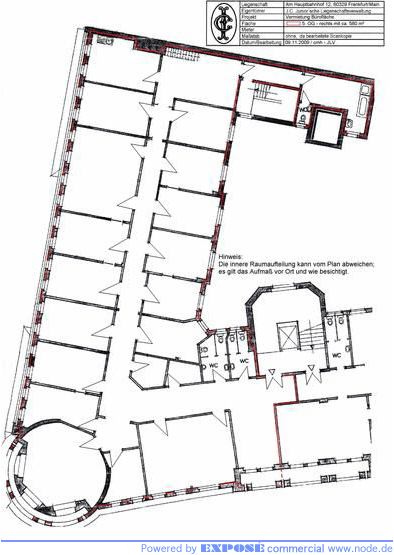 Liegenschaft Am Hauptbahnhof 12, 60329 Frankfurt/Main
Eigentümer J.C. Junior´sche Liegenschaftsverwaltung
Projekt Vermietung Bürofläche
Fläche 5. OG - rechts mit ca. 580 m²
Mieter
Maßstab ohne, da bearbeitete Scankopie
Datum/Bearbeitung 09.11.2009 / cmh - JLV
WC
Hinweis:
Die innere Raumaufteilung kann vom Plan abweichen;
es gilt das Aufmaß vor Ort und wie besichtigt.
WC
WC
WC
Powered by EXPOSÉ commercial www.node.de